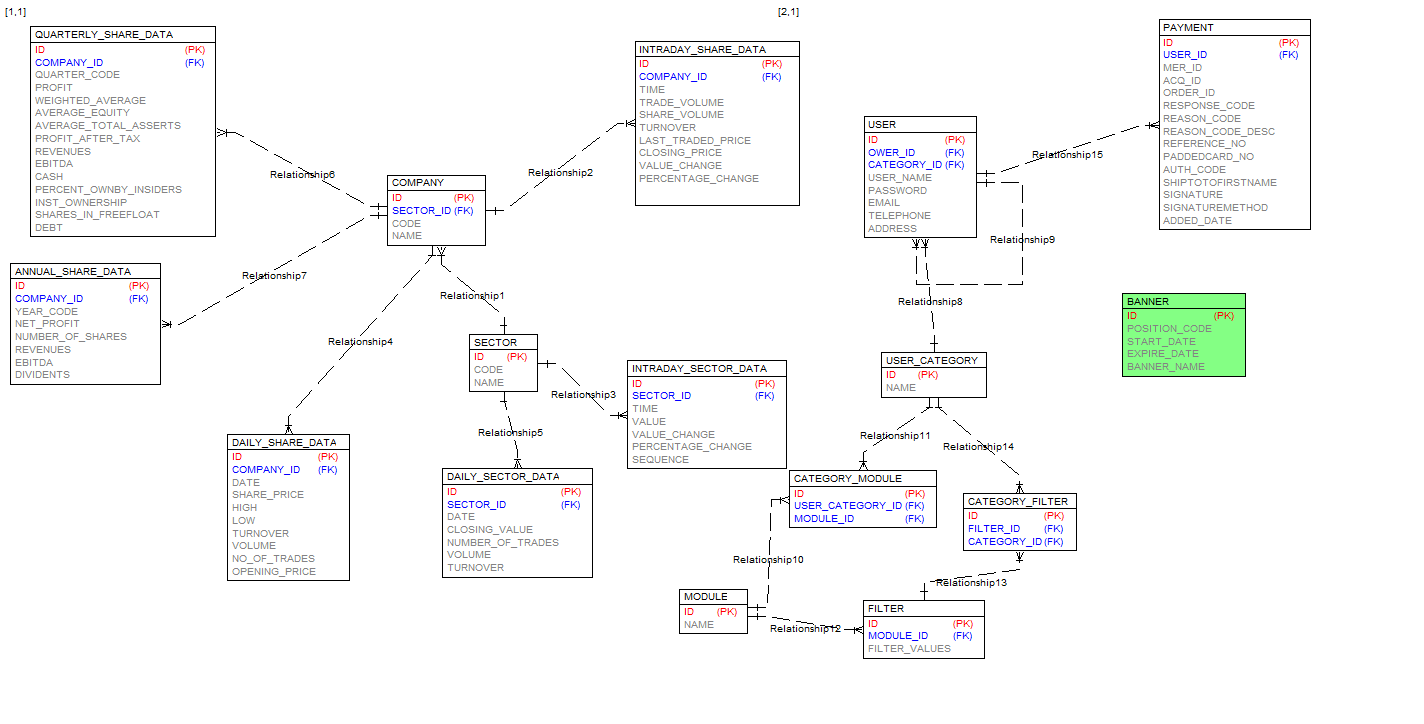 [1,1]
QUARTERLY_SHARE_DATA
ID (PK)
COMPANY_ID (FK)
QUARTER_CODE
PROFIT
WEIGHTED_AVERAGE
AVERAGE_EQUITY
AVERAGE_TOTAL_ASSERTS
PROFIT_AFTER_TAX
REVENUES
EBITDA
CASH
PERCENT_OWNBY_INSIDERS
INST_OWNERSHIP
SHARES_IN_FREEFLOAT
DEBT
Relationship6
INTRADAY_SHARE_DATA
ID (PK)
COMPANY_ID (FK)
TIME
TRADE_VOLUME
SHARE_VOLUME
TURNOVER
LAST_TRADED_PRICE
CLOSING_PRICE
VALUE_CHANGE
PERCENTAGE_CHANGE
Relationship2
COMPANY
ID (PK)
SECTOR_ID (FK)
CODE
NAME
Relationship7
ANNUAL_SHARE_DATA
ID (PK)
COMPANY_ID (FK)
YEAR_CODE
NET_PROFIT
NUMBER_OF_SHARES
REVENUES
EBITDA
DIVIDENTS
Relationship1
Relationship4
SECTOR
ID (PK)
CODE
NAME
Relationship3
INTRADAY_SECTOR_DATA
ID (PK)
SECTOR_ID (FK)
TIME
VALUE
VALUE_CHANGE
PERCENTAGE_CHANGE
SEQUENCE
Relationship5
DAILY_SHARE_DATA
ID (PK)
COMPANY_ID (FK)
DATE
SHARE_PRICE
HIGH
LOW
TURNOVER
VOLUME
NO_OF_TRADES
OPENING_PRICE
DAILY_SECTOR_DATA
ID (PK)
SECTOR_ID (FK)
DATE
CLOSING_VALUE
NUMBER_OF_TRADES
VOLUME
TURNOVER
[2,1]
PAYMENT
ID (PK)
USER_ID (FK)
MER_ID
ACQ_ID
ORDER_ID
RESPONSE_CODE
REASON_CODE
REASON_CODE_DESC
REFERENCE_NO
PADDEDCARD_NO
AUTH_CODE
SHIPTOTOFIRSTNAME
SIGNATURE
SIGNATUREMETHOD
ADDED_DATE
USER
ID (PK)
OWER_ID (FK)
CATEGORY_ID (FK)
USER_NAME
PASSWORD
EMAIL
TELEPHONE
ADDRESS
Relationship15
Relationship9
Relationship8
BANNER
ID (PK)
POSITION_CODE
START_DATE
EXPIRE_DATE
BANNER_NAME
USER_CATEGORY
ID (PK)
NAME
Relationship11
Relationship14
CATEGORY_MODULE
ID (PK)
USER_CATEGORY_ID (FK)
MODULE_ID (FK)
CATEGORY_FILTER
ID (PK)
FILTER_ID (FK)
CATEGORY_ID (FK)
Relationship10
Relationship13
MODULE
ID (PK)
NAME
Relationship12
FILTER
ID (PK)
MODULE_ID (FK)
FILTER_VALUES